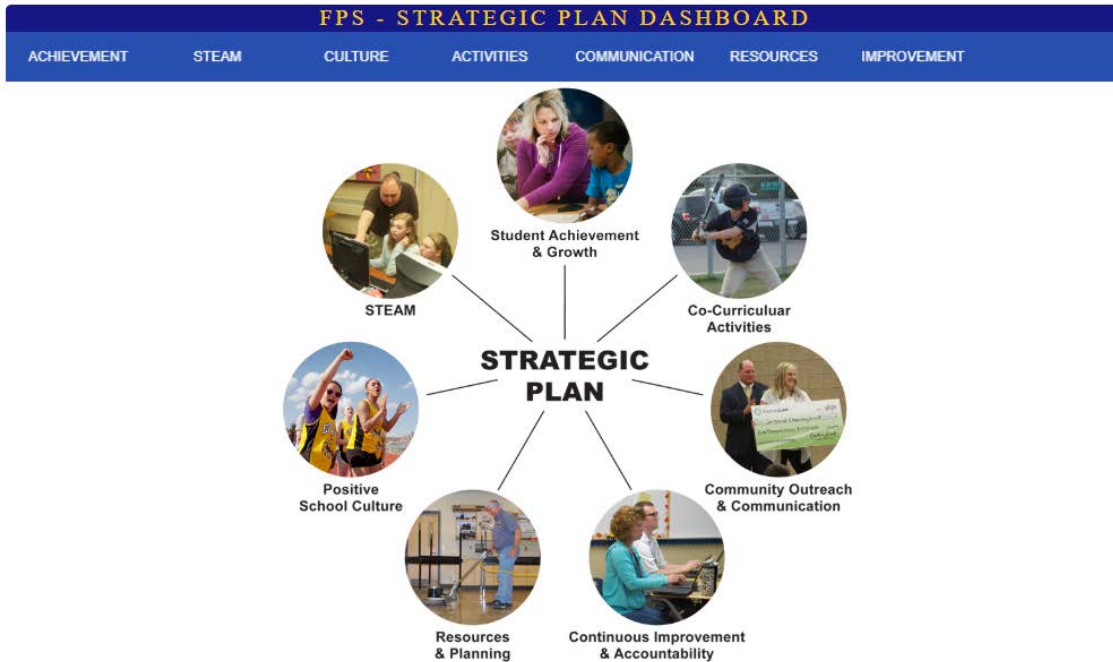 FPS - STRATEGIC PLAN DASHBOARD
ACHIEVEMENT STEAM CULTURE ACTIVITIES COMMUNICATION RESOURCES IMPROVEMENT
Student Achievement
& Growth
STEAM
Co-Curriculuar
Activities
STRATEGIC
PLAN
Positive
School Culture
Community Outreach
& Communication
Resources
& Planning
Continuous Improvement
& Accountability